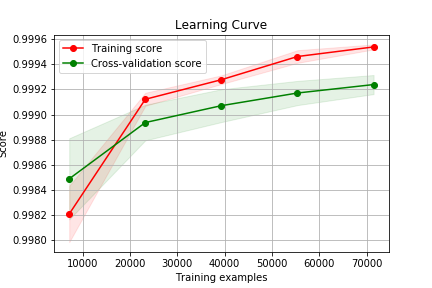 Learning Curve
0.9996
0.9994
0.9992
0.9990
0.9988
0.9986
0.9984
0.9982
0.9980
Score
Training score
Cross-validation score
10000 20000 30000 40000 50000 60000 70000
Training examples